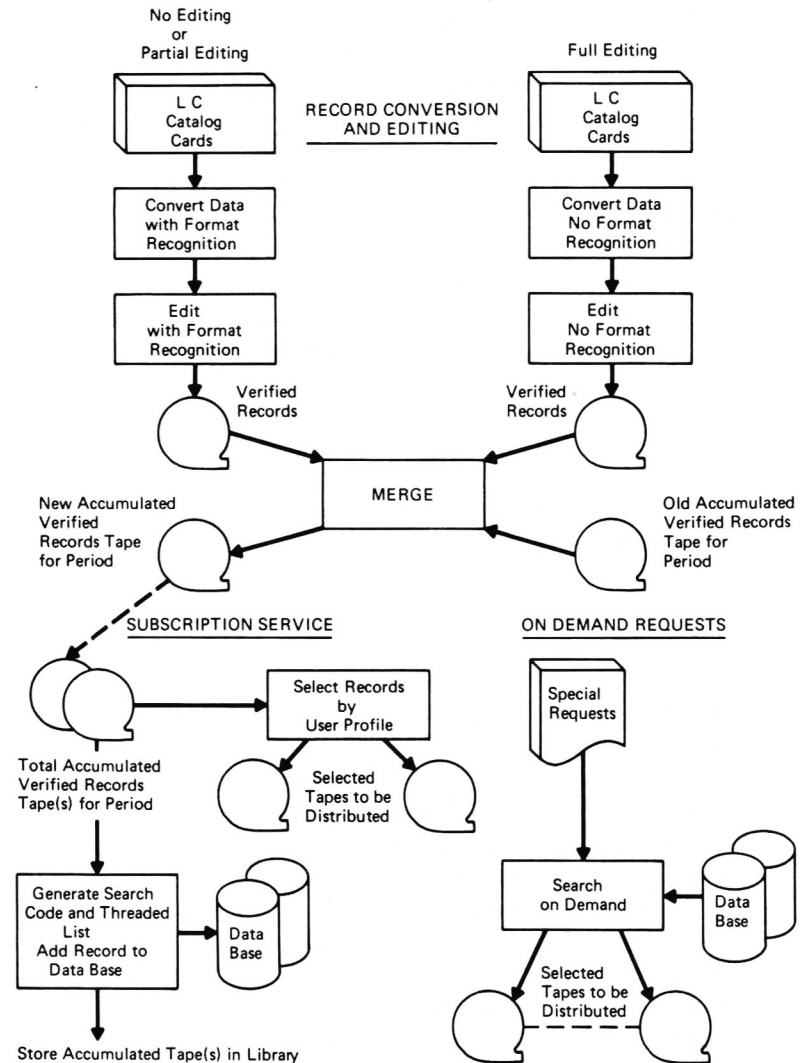 No Editing
or
Partial Editing
Full Editing
L C
Catalog
Cards
RECORD CONVERSION
AND EDITING
L C
Catalog
Cards
Convert Data
with Format
Recognition
Convert Data
No Format
Recognition
Edit
with Format
Recognition
Edit
No Format
Recognition
Verified
Records
Verified
Records
MERGE
New Accumulated
Verified
Records Tape
for Period
Old Accumulated
Verified Records
Tape for
Period
SUBSCRIPTION SERVICE
ON DEMAND REQUESTS
Select Records
by
User Profile
Special
Requests
Total Accumulated
Verified Records
Tape(s) for Period
Selected
Tapes to be
Distributed
Generate Search
Code and Threaded
List
Add Record to
Data Base
Data
Base
Search
on Demand
Data
Base
Selected
Tapes to be
Distributed
Store Accumulated Tape(s) in Library